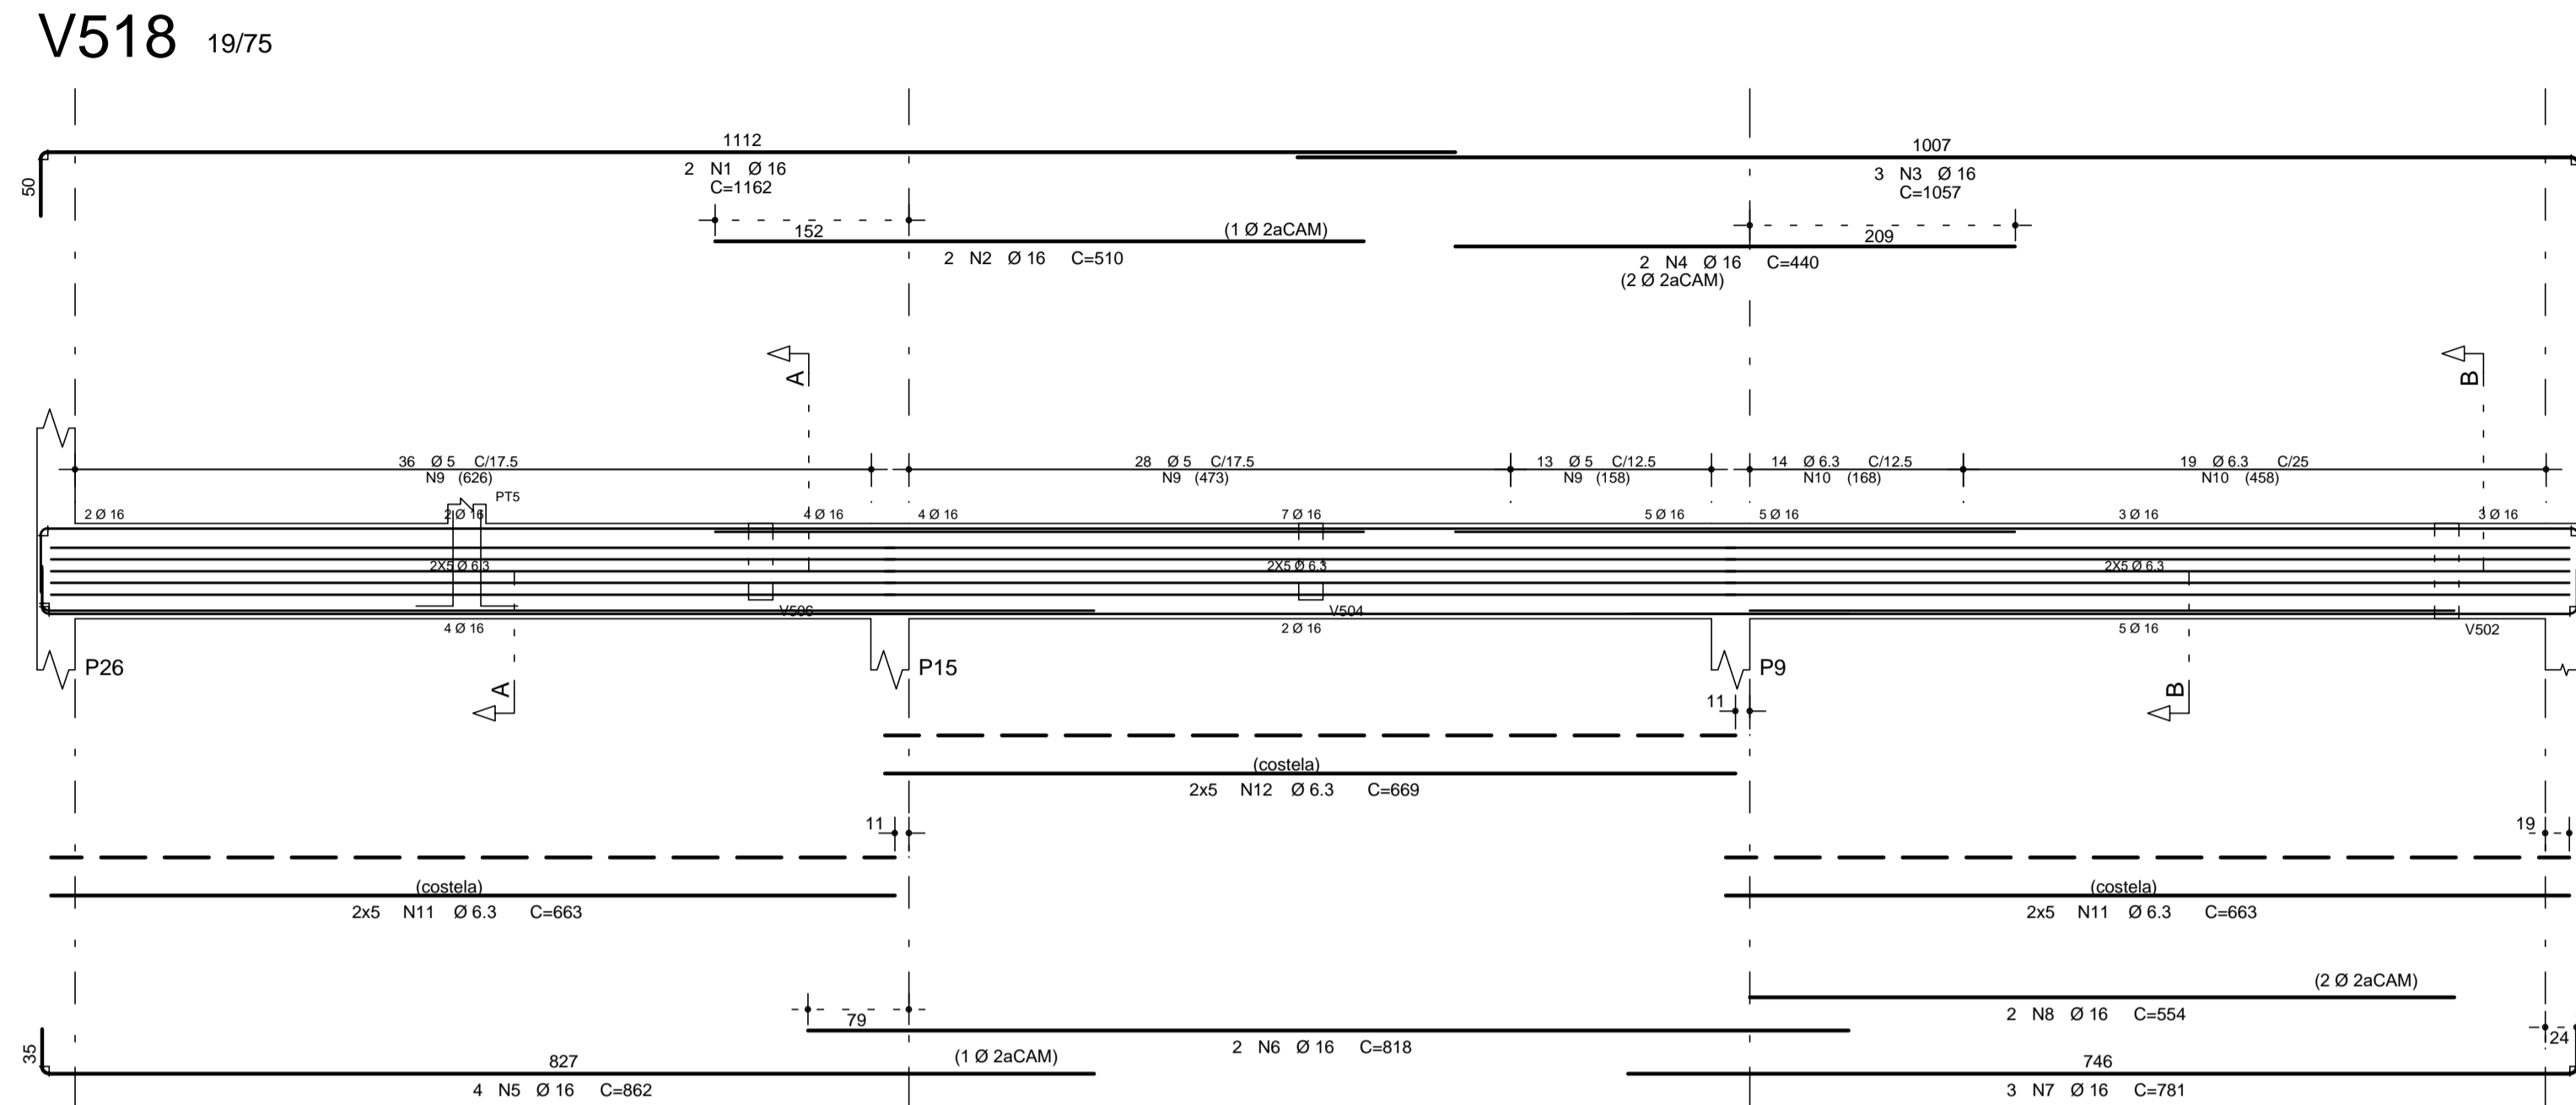 V518 19/75
1112
1007
2 N1 Ø 16
C=1162
3 N3 Ø 16
C=1057
50
152
(1 Ø 2aCAM)
209
2 N2 Ø 16 C=510
2 N4 Ø 16 C=440
(2 Ø 2aCAM)
A
B
36 Ø 5 C/17.5
28 Ø 5 C/17.5
13 Ø 5 C/12.5
14 Ø 6.3 C/12.5
19 Ø 6.3 C/25
N9 (626)
N9 (473)
N9 (158)
N10 (168)
N10 (458)
PT5
2 Ø 16
2 Ø 16
4 Ø 16
4 Ø 16
7 Ø 16
5 Ø 16
5 Ø 16
3 Ø 16
3 Ø 16
2X5 Ø 6.3
2X5 Ø 6.3
2X5 Ø 6.3
V506
V504
4 Ø 16
2 Ø 16
5 Ø 16
V502
P26
P15
P9
A
B
11
(costela)
2x5 N12 Ø 6.3 C=669
11
19
(costela)
(costela)
2x5 N11 Ø 6.3 C=663
2x5 N11 Ø 6.3 C=663
(2 Ø 2aCAM)
2 N8 Ø 16 C=554
79
24
2 N6 Ø 16 C=818
35
827
(1 Ø 2aCAM)
746
4 N5 Ø 16 C=862
3 N7 Ø 16 C=781